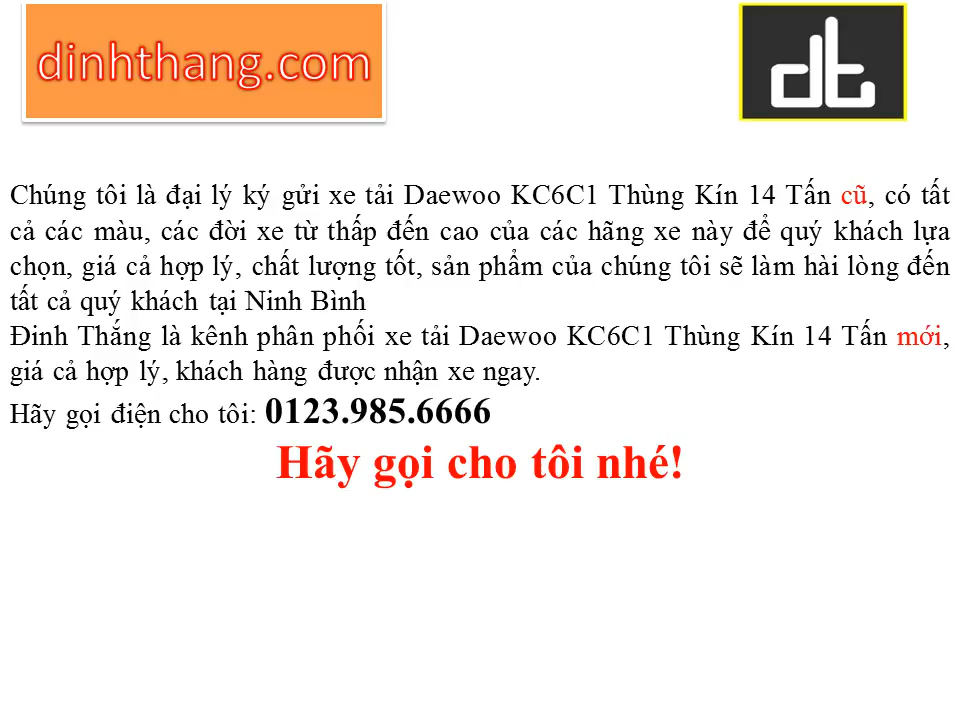 dinhthang.com
dt
Chúng tôi là đại lý ký gửi xe tải Daewoo KC6C1 Thùng Kín 14 Tấn cũ, có tất
cả các màu, các đời xe từ thấp đến cao của các hãng xe này để quý khách lựa
chọn, giá cả hợp lý, chất lượng tốt, sản phẩm của chúng tôi sẽ làm hài lòng đến
tất cả quý khách tại Ninh Bình
Đinh Thắng là kênh phân phối xe tải Daewoo KC6C1 Thùng Kín 14 Tấn mới,
giá cả hợp lý, khách hàng được nhận xe ngay.
Hãy gọi điện cho tôi: 0123.985.6666
Hãy gọi cho tôi nhé!